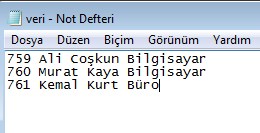 veri - Not Defteri
Dosya Düzen Biçim Görünüm Yardım
759 Ali Coşkun Bilgisayar
760 Murat Kaya Bilgisayar
761 Kemal Kurt Büro